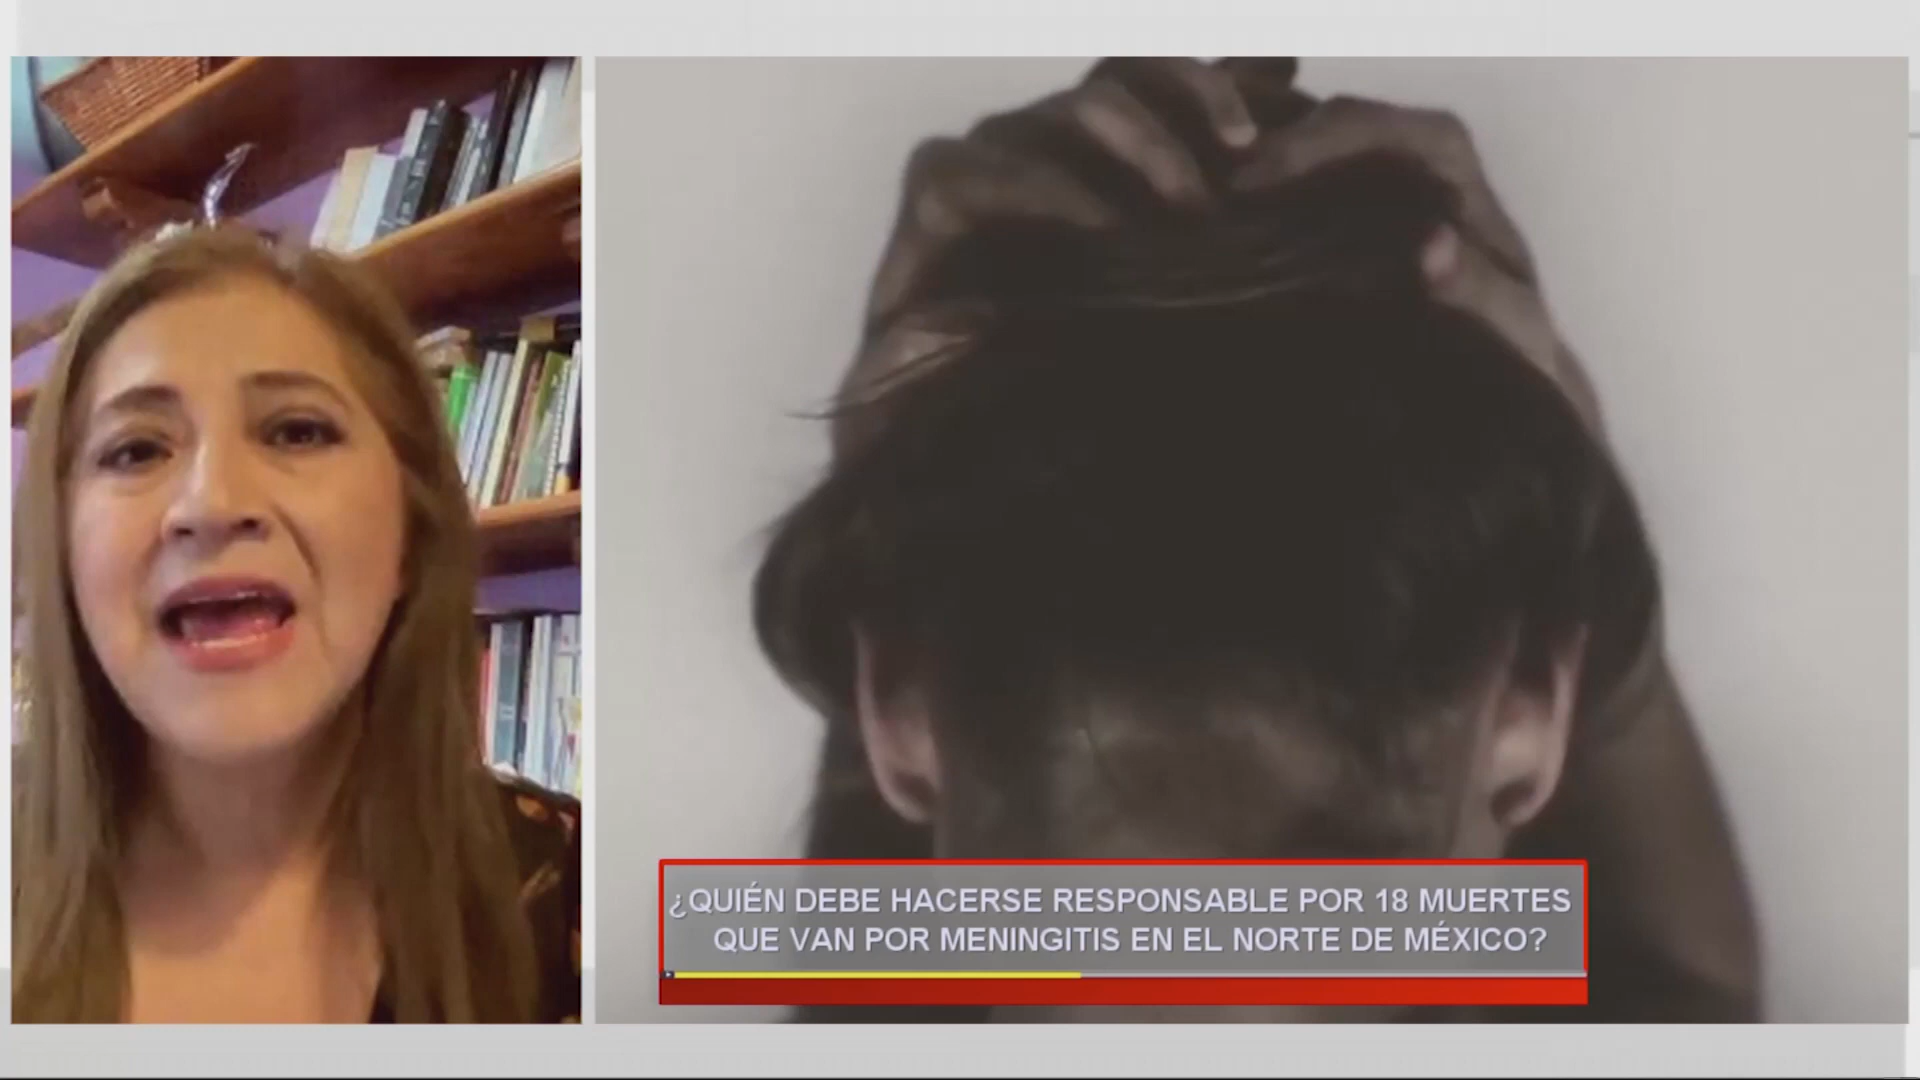 ¿QUIÉN DEBE HACERSE RESPONSABLE POR 18 MUERTES
QUE VAN POR MENINGITIS EN EL NORTE DE MÉXICO?